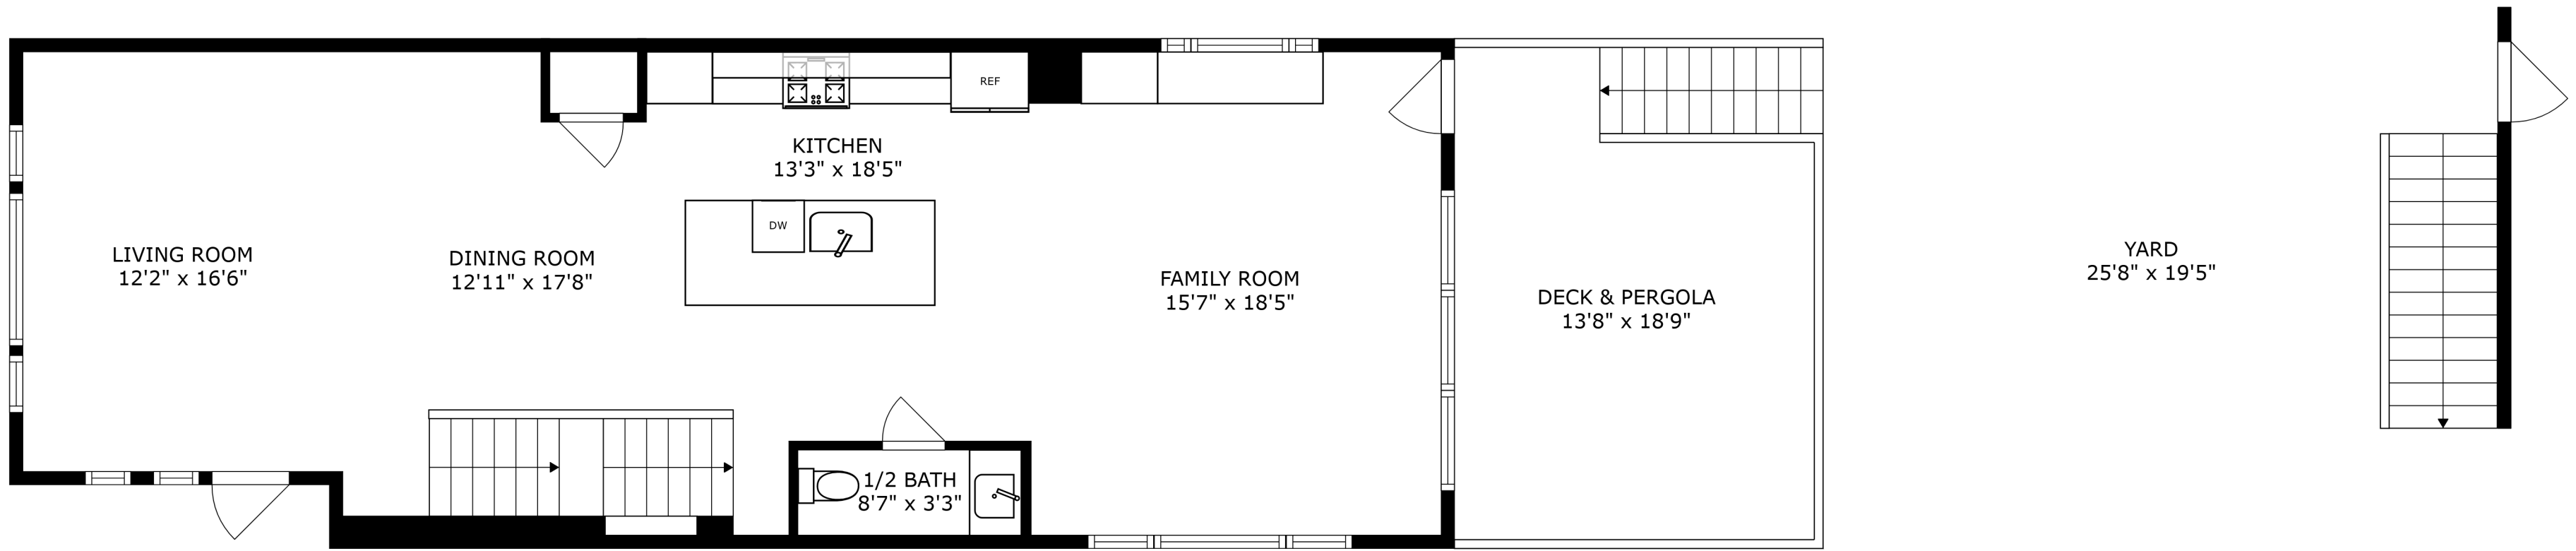 REF
KITCHEN
13'3" x 18'5"
DW
LIVING ROOM
12'2" x 16'6"
DINING ROOM
12'11" x 17'8"
FAMILY ROOM
15'7" x 18'5"
DECK & PERGOLA
13'8" x 18'9"
YARD
25'8" x 19'5"
1/2 BATH
8'7" x 3'3"